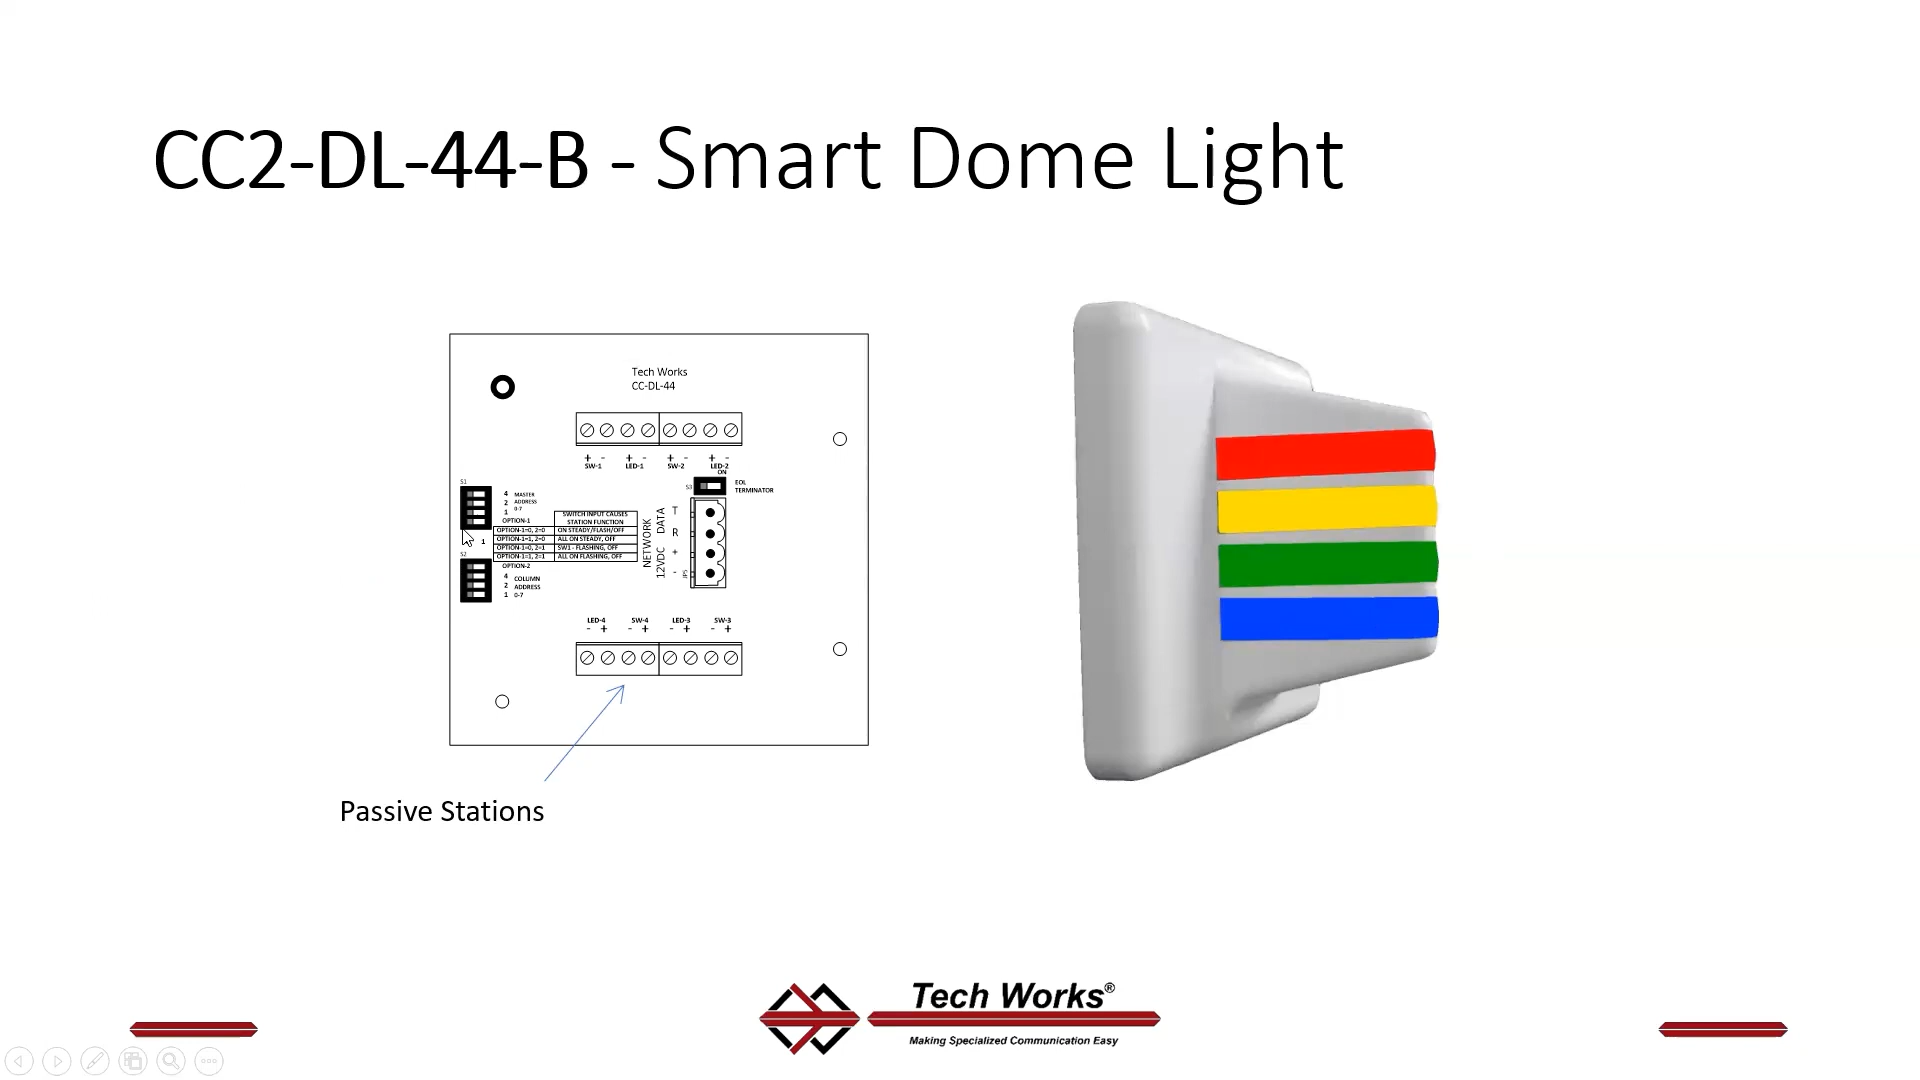 CC2-DL-44-B - Smart Dome Light
Tech Works
CC-DL-44
+ - + - + - + -
SW-1 LED-1 SW-2 LED-2
ON
S3
EOL
TERMINATOR
S1
4 MASTER
2 ADDRESS
1 0-7
OPTION-1
SWITCH INPUT CAUSES
STATION FUNCTION
OPTION-1=0, 2=0 ON STEADY/FLASH/OFF
OPTION-1=1, 2=0 ALL ON STEADY, OFF
OPTION-1=0, 2=1 SW1 - FLASHING, OFF
OPTION-1=1, 2=1 ALL ON FLASHING, OFF
1
S2
OPTION-2
4 COLUMN
2 ADDRESS
1 0-7
NETWORK
12VDC DATA
T
R
+
-
JP5
LED-4 SW-4 LED-3 SW-3
- + - + - + - +
Passive Stations
Tech Works®
Making Specialized Communication Easy